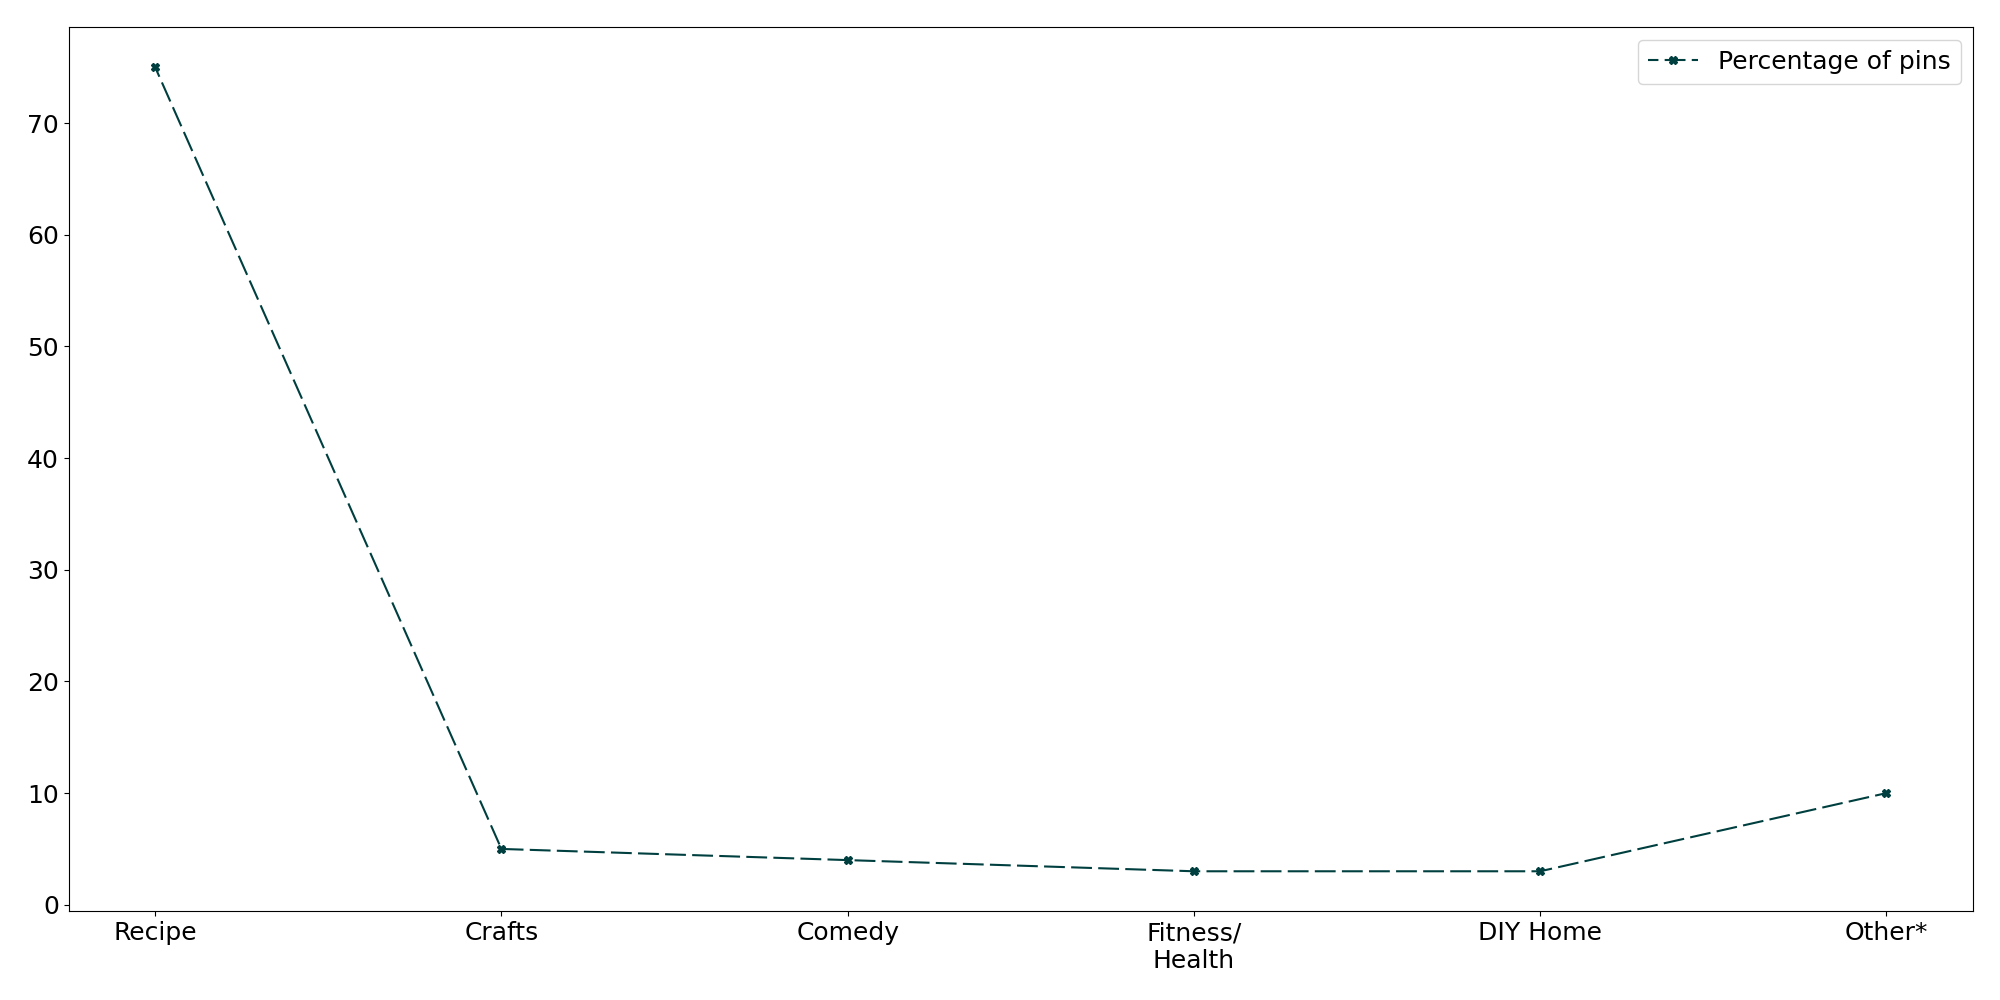 Percentage of pins
70
60
50
40
30
20
10
0
Recipe
Crafts
Comedy
Fitness/
Health
DIY Home
Other*